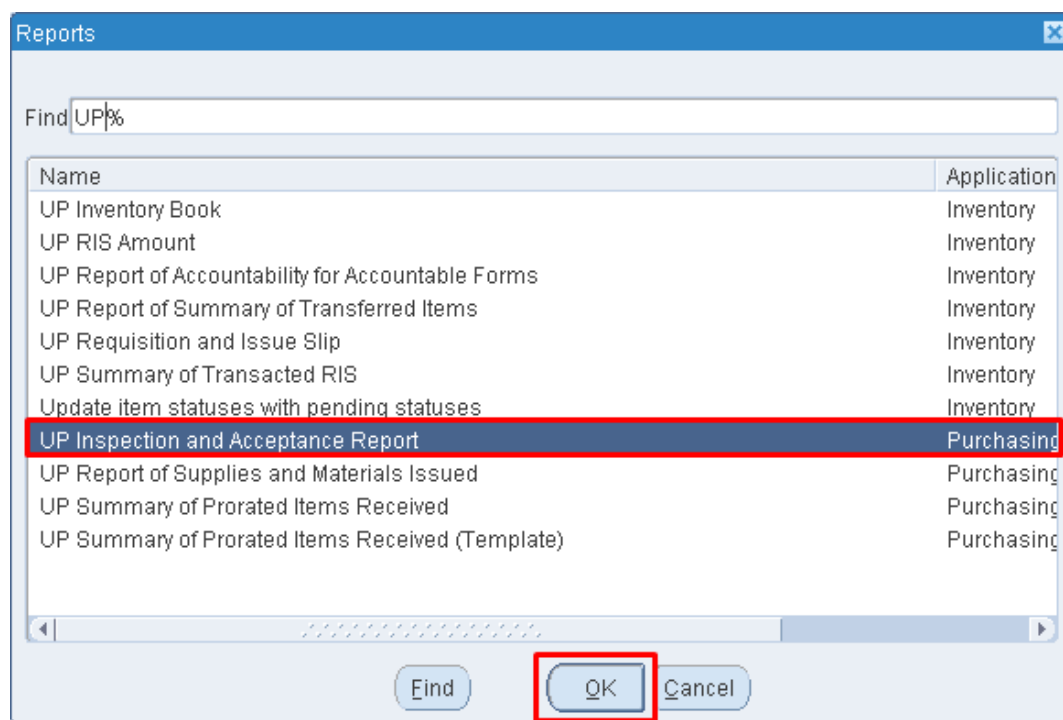 Reports
Find UP%
Name Application
UP Inventory Book Inventory
UP RIS Amount Inventory
UP Report of Accountability for Accountable Forms Inventory
UP Report of Summary of Transferred Items Inventory
UP Requisition and Issue Slip Inventory
UP Summary of Transacted RIS Inventory
Update item statuses with pending statuses Inventory
UP Inspection and Acceptance Report Purchasing
UP Report of Supplies and Materials Issued Purchasing
UP Summary of Prorated Items Received Purchasing
UP Summary of Prorated Items Received (Template) Purchasing
Find OK Cancel